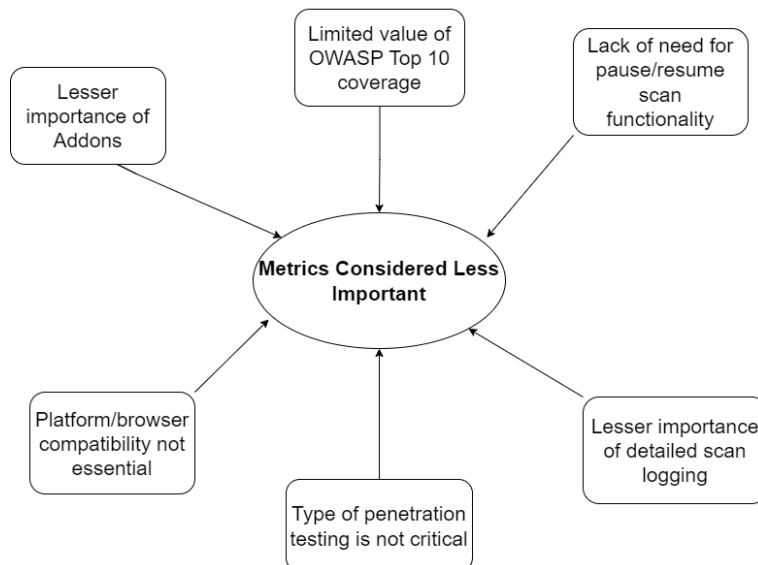 Limited value of
OWASP Top 10
coverage
Lack of need for
pause/resume
scan
functionality
Lesser
importance of
Addons
Metrics Considered Less
Important
Platform/browser
compatibility not
essential
Lesser importance
of detailed scan
logging
Type of penetration
testing is not critical